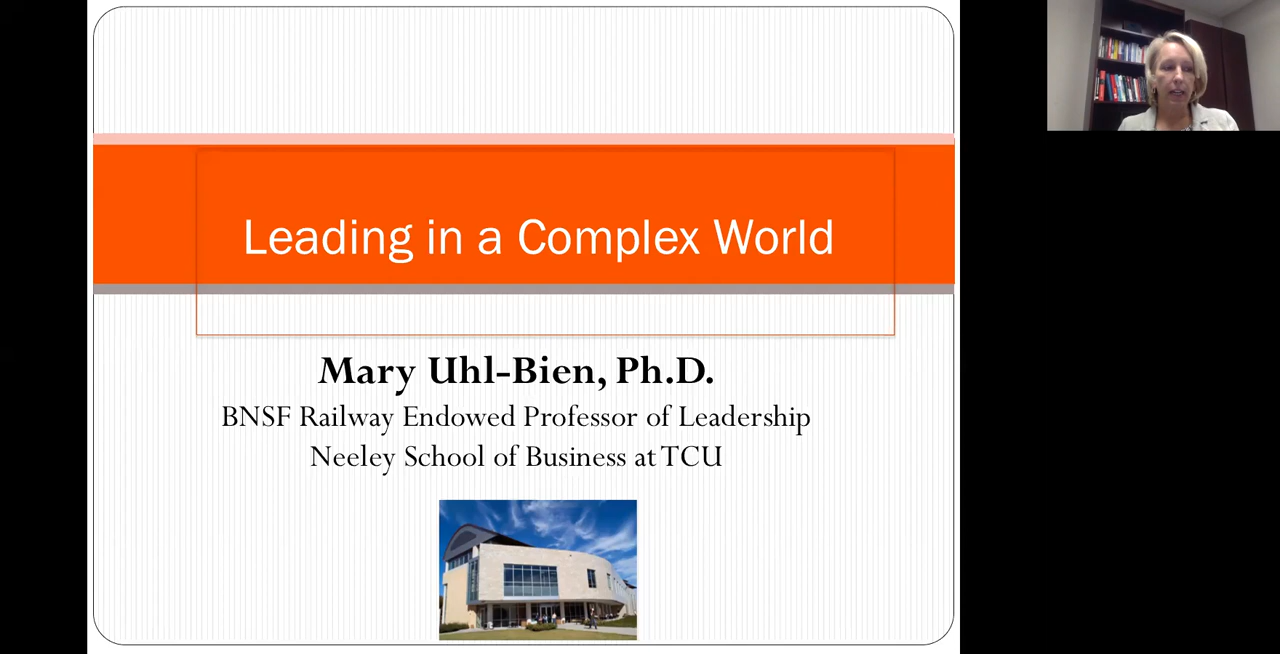 Leading in a Complex World
Mary Uhl-Bien, Ph.D.
BNSF Railway Endowed Professor of Leadership
Neeley School of Business at TCU